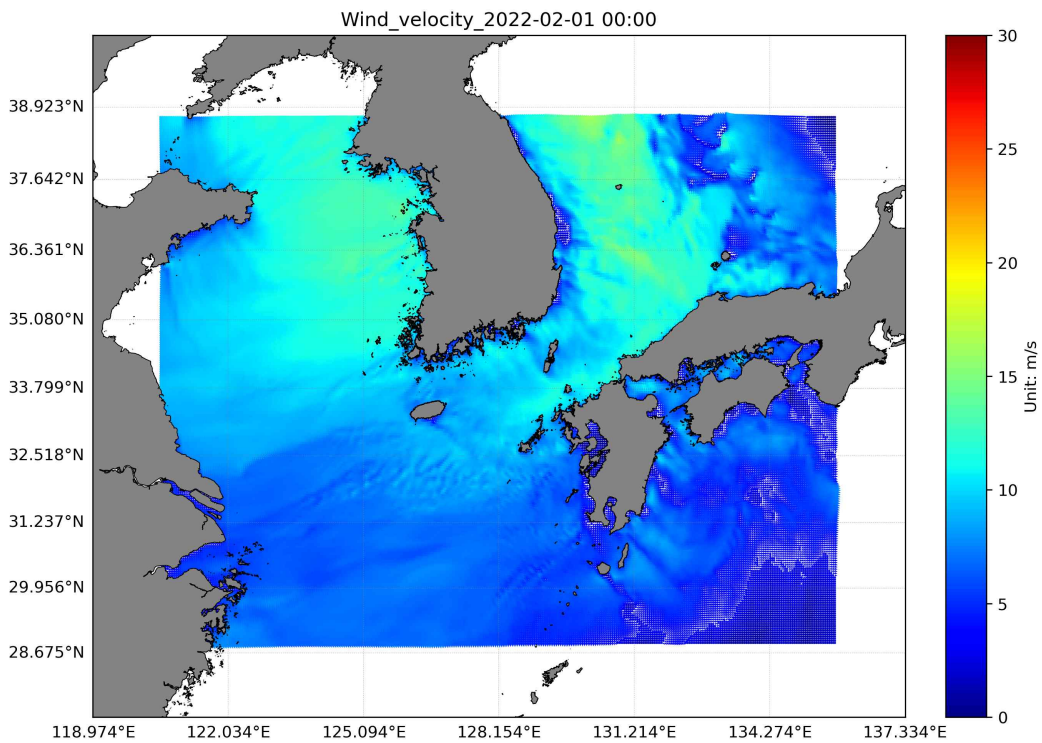 Wind_velocity_2022-02-01 00:00
38.923°N
37.642°N
36.361°N
35.080°N
33.799°N
32.518°N
31.237°N
29.956°N
28.675°N
118.974°E 122.034°E 125.094°E 128.154°E 131.214°E 134.274°E 137.334°E
30
25
20
15
10
5
0
Unit: m/s